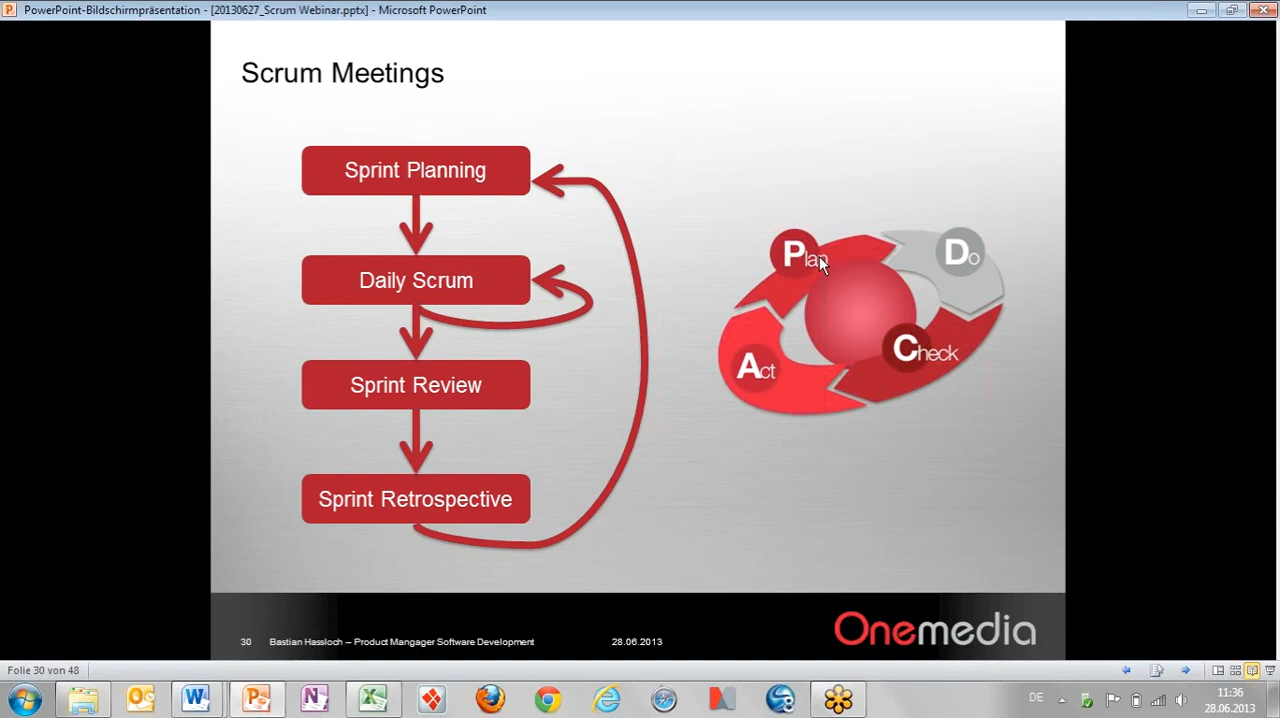 PowerPoint-Bildschirmpräsentation - [20130627_Scrum Webinar.pptx] - Microsoft PowerPoint
Scrum Meetings
Sprint Planning
Daily Scrum
Sprint Review
Sprint Retrospective
Plan
Do
Check
Act
30 Bastian Hassloch – Product Mangager Software Development 28.06.2013
Onemedia
Folie 30 von 48
DE
11:36
28.06.2013